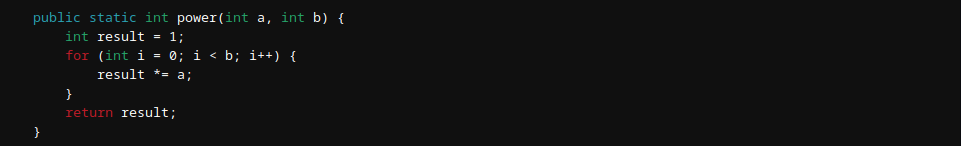 public static int power(int a, int b) {
    int result = 1;
    for (int i = 0; i < b; i++) {
        result *= a;
    }
    return result;
}